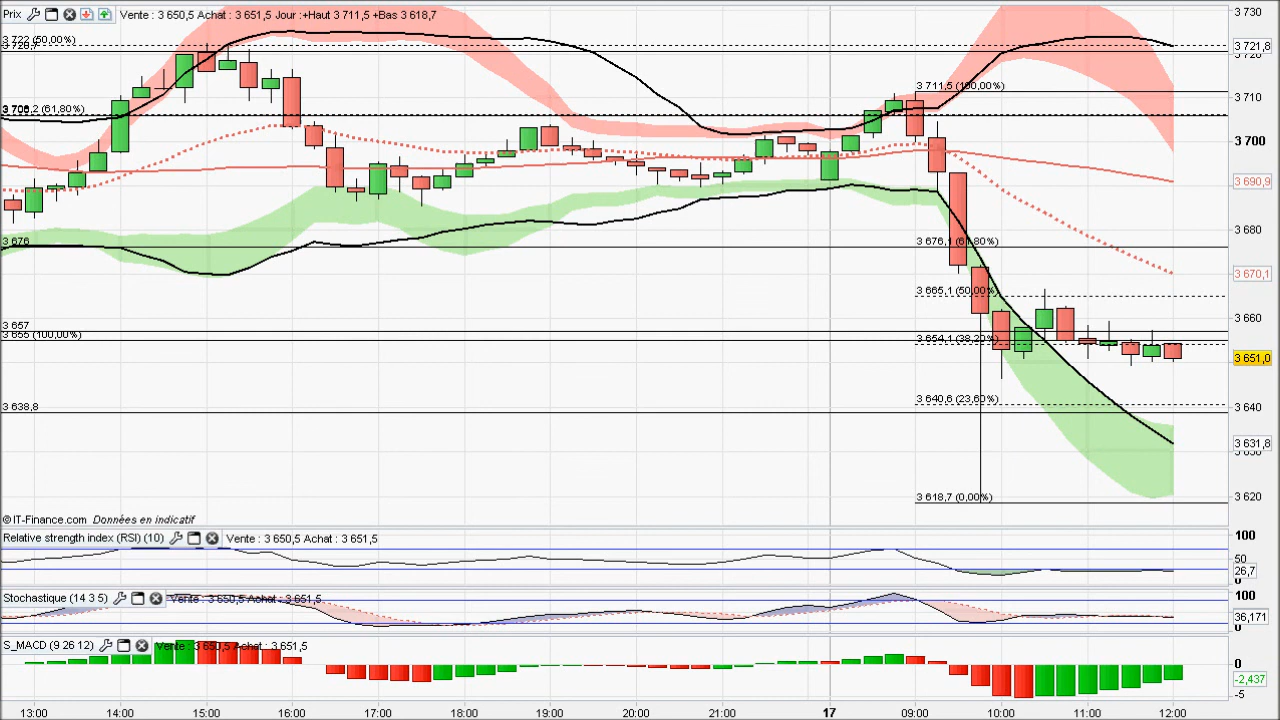 Prix Vente : 3 650,5 Achat : 3 651,5 Jour :+Haut 3 711,5 +Bas 3 618,7
3 730
3 722 (50,00%)
3 721,8
3 711,5 (100,00%)
3 710
3 706,2 (61,80%)
3 700
3 690,9
3 680
3 676
3 676,1 (61,80%)
3 670,1
3 665,1 (50,00%)
3 660
3 657
3 655 (100,00%)
3 654,1 (38,20%)
3 651,0
3 640,6 (23,60%)
3 638,8
3 640
3 631,8
3 618,7 (0,00%)
3 620
© IT-Finance.com Données en indicatif
Relative strength index (RSI) (10) Vente : 3 650,5 Achat : 3 651,5
100
50
26,7
0
Stochastique (14 3 5) Vente : 3 650,5 Achat : 3 651,5
100
36,171
0
S_MACD (9 26 12) Vente : 3 650,5 Achat : 3 651,5
0
-2,437
-5
13:00 14:00 15:00 16:00 17:00 18:00 19:00 20:00 21:00 17 09:00 10:00 11:00 12:00